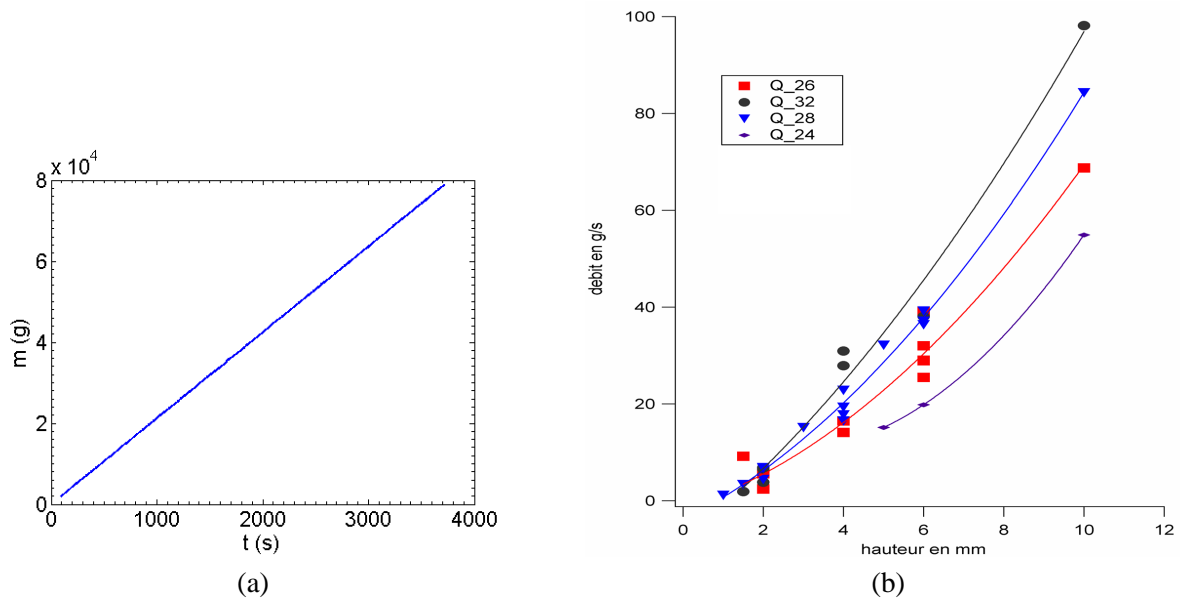 x 10^4
8
6
4
2
0
m (g)
0 1000 2000 3000 4000
t (s)
(a)
100
80
60
40
20
0
debit en g/s
Q_26
Q_32
Q_28
Q_24
0 2 4 6 8 10 12
hauteur en mm
(b)